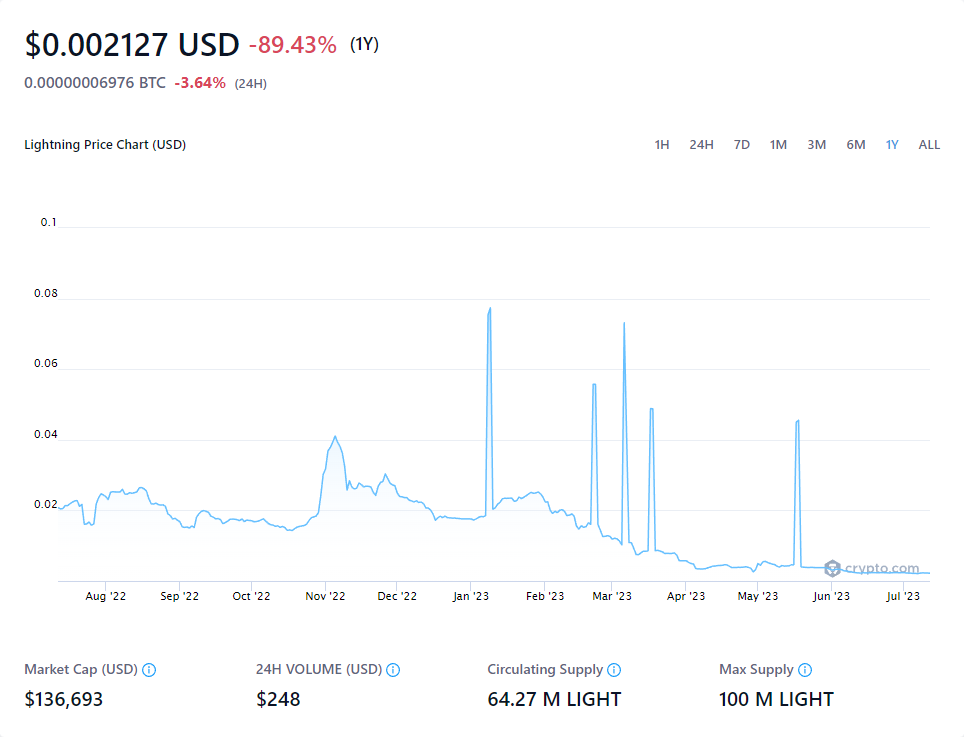 $0.002127 USD -89.43% (1Y)
0.00000006976 BTC -3.64% (24H)
Lightning Price Chart (USD) 1H 24H 7D 1M 3M 6M 1Y ALL
0.1
0.08
0.06
0.04
0.02
crypto.com
Aug '22 Sep '22 Oct '22 Nov '22 Dec '22 Jan '23 Feb '23 Mar '23 Apr '23 May '23 Jun '23 Jul '23
Market Cap (USD) 24H VOLUME (USD) Circulating Supply Max Supply
$136,693 $248 64.27 M LIGHT 100 M LIGHT